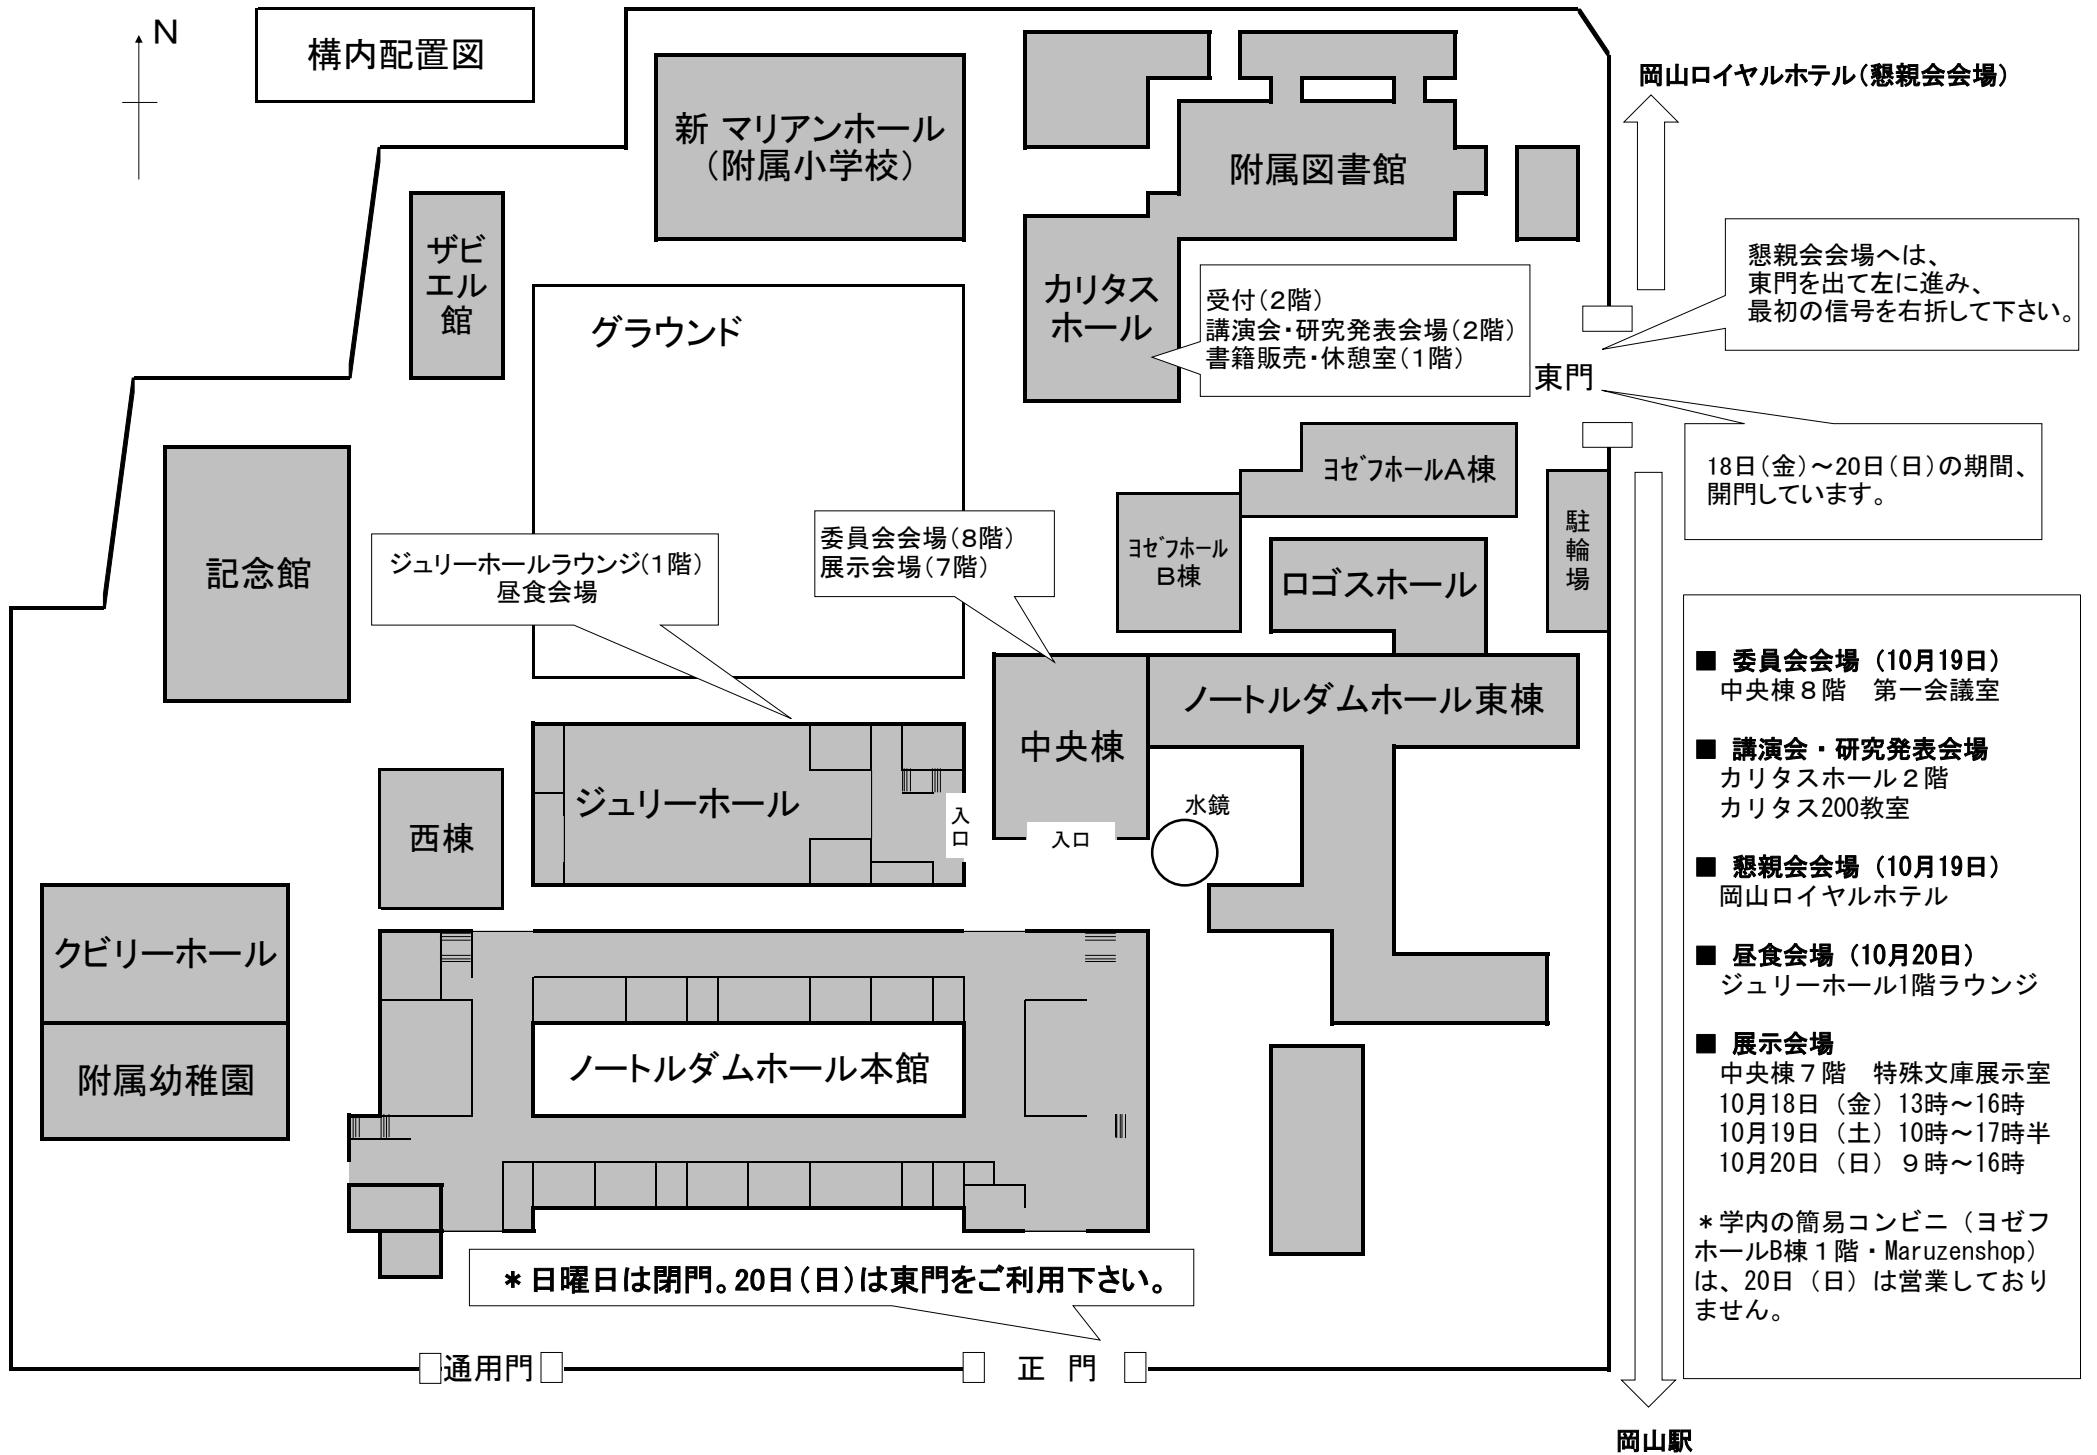 N
構内配置図
新 マリアンホール
（附属小学校）
附属図書館
岡山ロイヤルホテル（懇親会会場）
ザビ
エル
館
グラウンド
カリタス
ホール
受付（２階）
講演会・研究発表会場（２階）
書籍販売・休憩室（１階）
懇親会会場へは、
東門を出て左に進み、
最初の信号を右折して下さい。
東門
18日（金）～20日（日）の期間、
開門しています。
記念館
ジュリーホールラウンジ（１階）
昼食会場
委員会会場（８階）
展示会場（７階）
ﾖｾﾞﾌホールＡ棟
ﾖｾﾞﾌホール
Ｂ棟
ロゴスホール
駐
輪
場
中央棟
ノートルダムホール東棟
西棟
ジュリーホール
入
口
入口
水鏡
クビリーホール
附属幼稚園
ノートルダムホール本館
■ 委員会会場（10月19日）
中央棟８階　第一会議室
■ 講演会・研究発表会場
カリタスホール２階
カリタス200教室
■ 懇親会会場（10月19日）
岡山ロイヤルホテル
■ 昼食会場（10月20日）
ジュリーホール1階ラウンジ
■ 展示会場
中央棟７階　特殊文庫展示室
10月18日（金）13時～16時
10月19日（土）10時～17時半
10月20日（日）９時～16時
＊学内の簡易コンビニ（ヨゼフ
ホールB棟１階・Maruzenshop）
は、20日（日）は営業しており
ません。
＊日曜日は閉門。20日（日）は東門をご利用下さい。
通用門
正　門
岡山駅